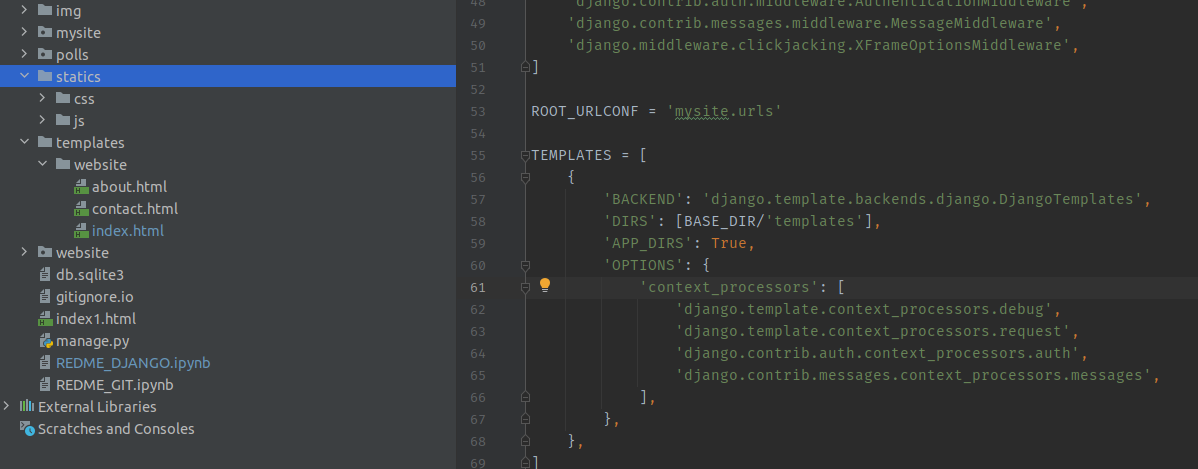 img
mysite
polls
statics
css
js
templates
website
about.html
contact.html
index.html
website
db.sqlite3
gitignore.io
index1.html
manage.py
REDME_DJANGO.ipynb
REDME_GIT.ipynb
External Libraries
Scratches and Consoles
48 'django.contrib.auth.middleware.AuthenticationMiddleware',
49 'django.contrib.messages.middleware.MessageMiddleware',
50 'django.middleware.clickjacking.XFrameOptionsMiddleware',
51 ]
52
53 ROOT_URLCONF = 'mysite.urls'
54
55 TEMPLATES = [
56 {
57 'BACKEND': 'django.template.backends.django.DjangoTemplates',
58 'DIRS': [BASE_DIR/'templates'],
59 'APP_DIRS': True,
60 'OPTIONS': {
61 'context_processors': [
62 'django.template.context_processors.debug',
63 'django.template.context_processors.request',
64 'django.contrib.auth.context_processors.auth',
65 'django.contrib.messages.context_processors.messages',
66 ],
67 },
68 },
69 ]